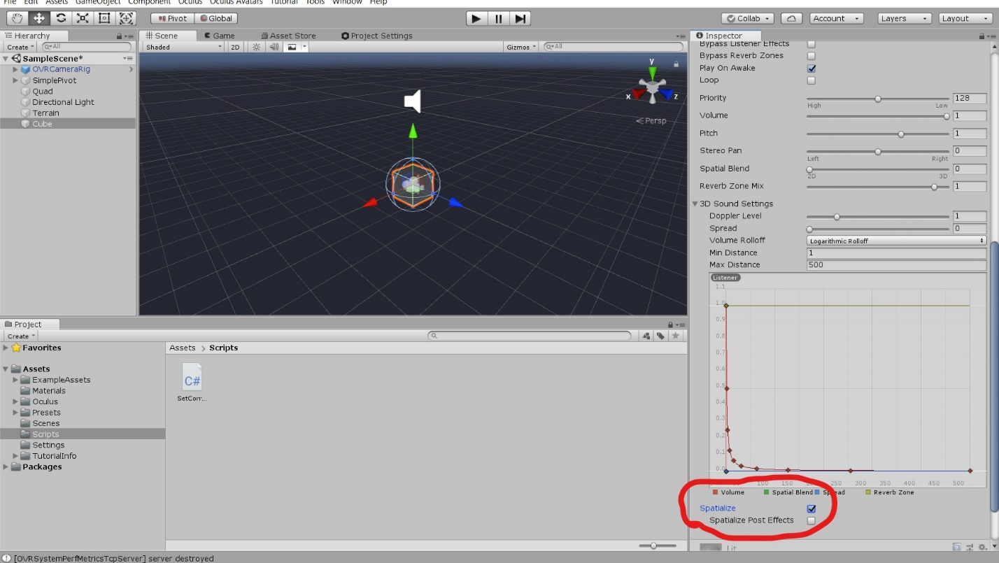 File Edit Assets GameObject Component Oculus Oculus Avatars Tutorial Tools Window Help
Pivot Global Collab Account Layers Layout
Hierarchy
Create All
SampleScene*
OVRCameraRig
SimplePivot
Quad
Directional Light
Terrain
Cube
Scene Game Asset Store Project Settings
Shaded 2D Gizmos All
y
x z
Persp
Project
Create
Favorites
Assets
ExampleAssets
Materials
Oculus
Presets
Scenes
Scripts
Settings
TutorialInfo
Packages
Assets > Scripts
C#
SetCorr...
Inspector
Bypass Listener Effects
Bypass Reverb Zones
Play On Awake
Loop
Priority 128
High Low
Volume 1
Pitch 1
Stereo Pan 0
Left Right
Spatial Blend 0
2D 3D
Reverb Zone Mix 1
3D Sound Settings
Doppler Level 1
Spread 0
Volume Rolloff Logarithmic Rolloff
Min Distance 1
Max Distance 500
Listener
1.1
1.0
0.9
0.8
0.7
0.6
0.5
0.4
0.3
0.2
0.1
0.0
100 150 250 300 350 400 450 500
Volume Spatial Blend Spread Reverb Zone
Spatialize
Spatialize Post Effects
Lit
[OVRSystemPerfMetricsTcpServer] server destroyed